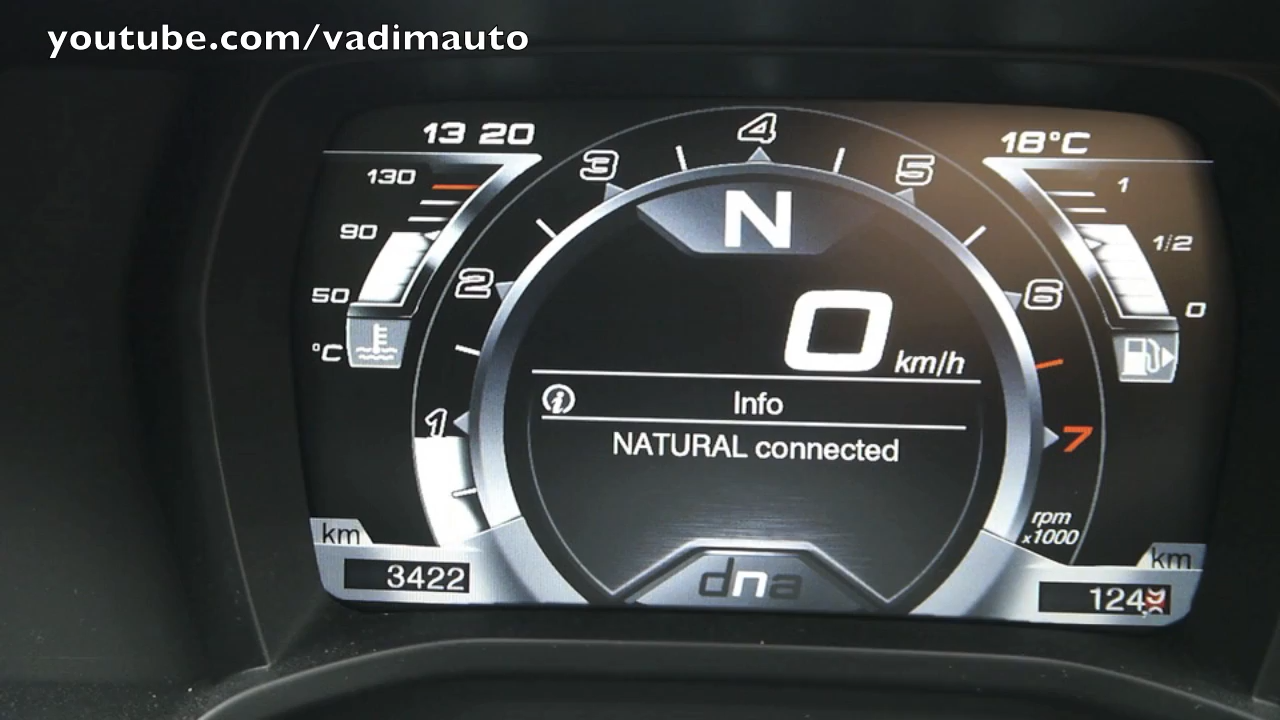 youtube.com/vadimauto
13 20
18°C
4
3
5
130
1
N
90
1/2
2
6
50
0
0
km/h
°C
Info
1
7
NATURAL connected
rpm
x1000
km
km
3422
dna